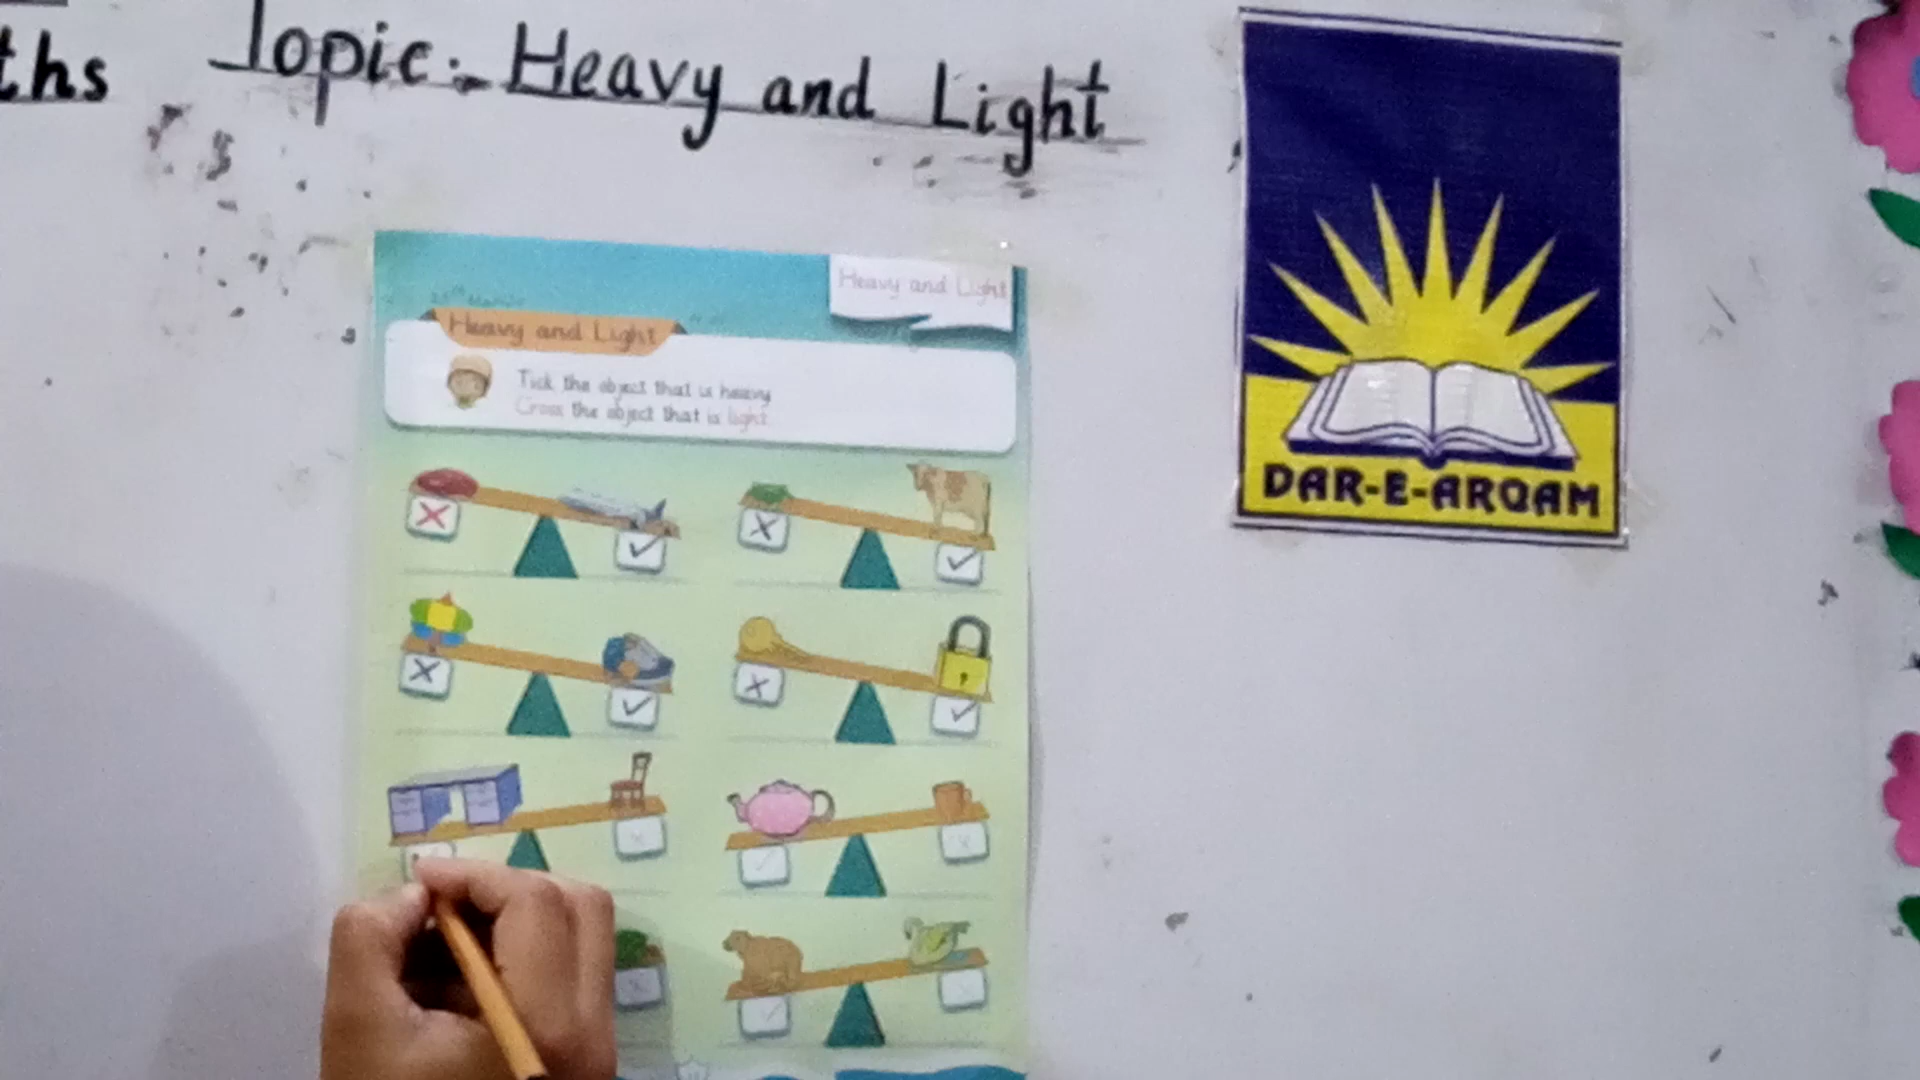 ths Topic:- Heavy and Light
Heavy and Light
Heavy and Light
Tick the object that is heavy
Cross the object that is light
DAR-E-ARQAM